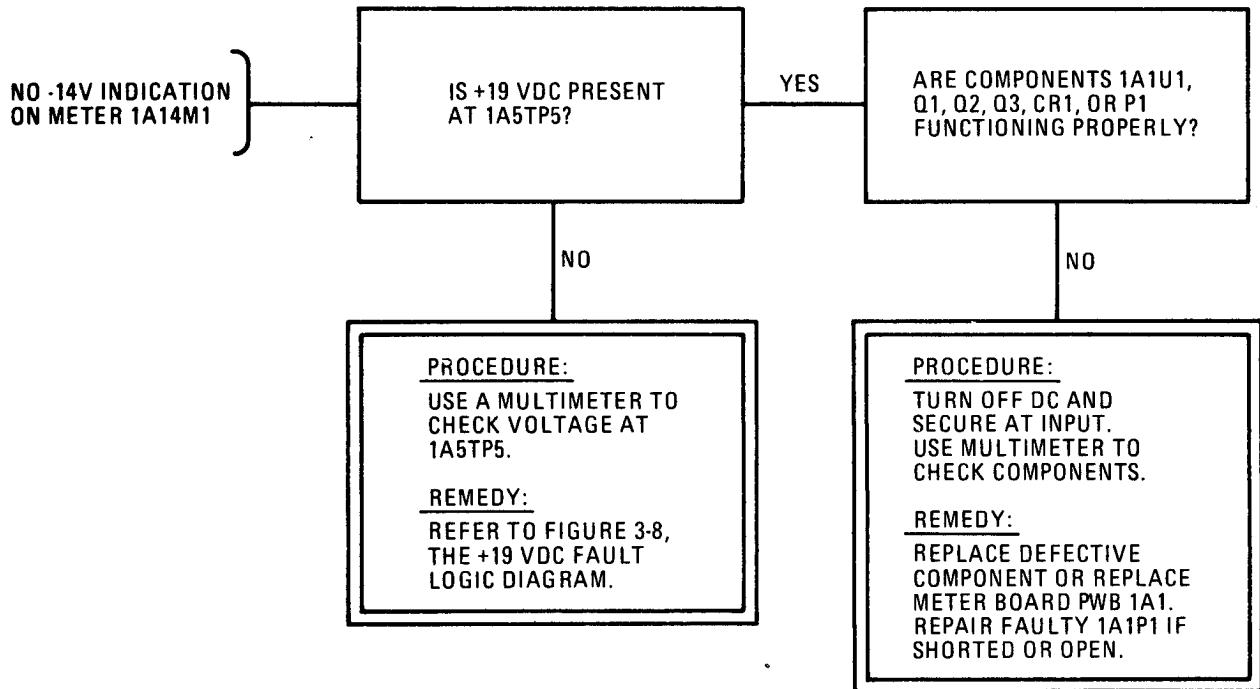 NO -14V INDICATION
ON METER 1A14M1
IS +19 VDC PRESENT
AT 1A5TP5?
YES
ARE COMPONENTS 1A1U1,
Q1, Q2, Q3, CR1, OR P1
FUNCTIONING PROPERLY?
NO
PROCEDURE:
USE A MULTIMETER TO
CHECK VOLTAGE AT
1A5TP5.
REMEDY:
REFER TO FIGURE 3-8,
THE +19 VDC FAULT
LOGIC DIAGRAM.
NO
PROCEDURE:
TURN OFF DC AND
SECURE AT INPUT.
USE MULTIMETER TO
CHECK COMPONENTS.
REMEDY:
REPLACE DEFECTIVE
COMPONENT OR REPLACE
METER BOARD PWB 1A1.
REPAIR FAULTY 1A1P1 IF
SHORTED OR OPEN.